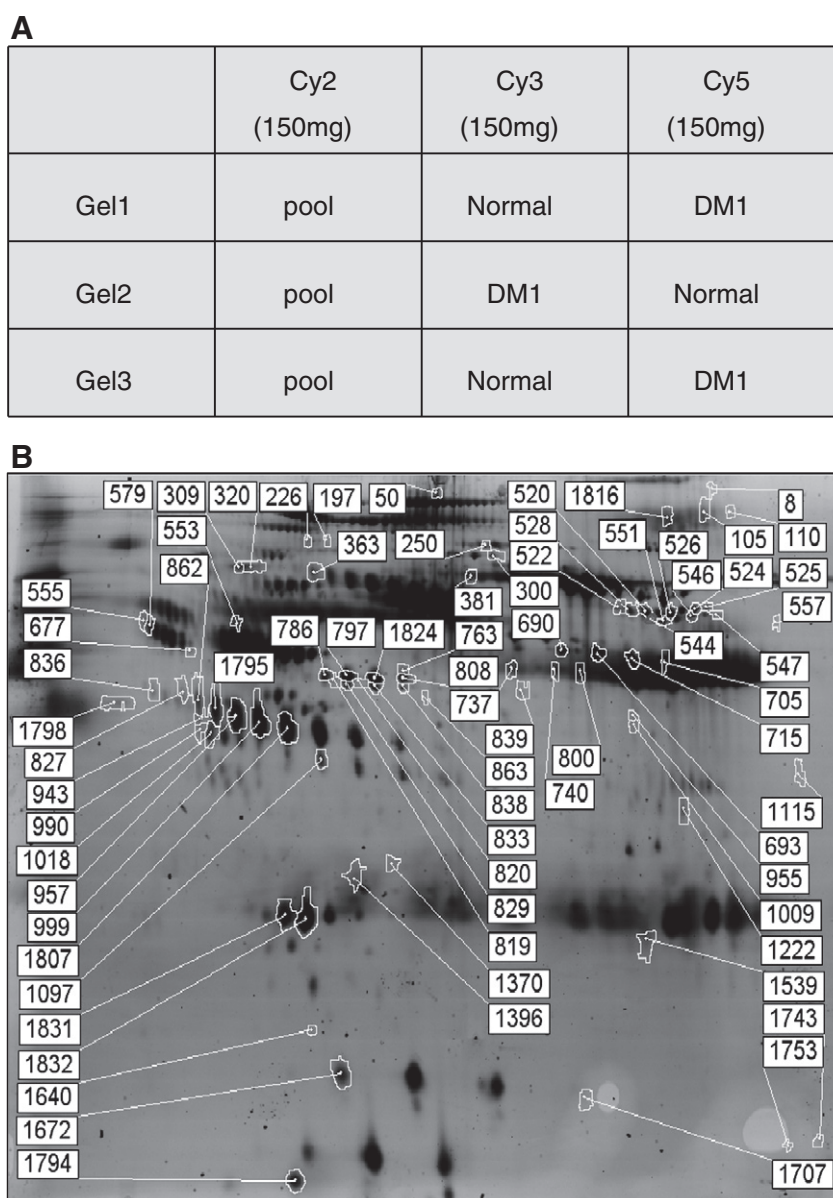 A
Cy2 Cy3 Cy5
(150mg) (150mg) (150mg)
Gel1 pool Normal DM1
Gel2 pool DM1 Normal
Gel3 pool Normal DM1
B
579 309 320 226 197 50 520 1816 8
553 528 551 526 105 110
862 363 250 522 546 524 525
555 381 300 557
677 786 797 1824 763 690 544
836 1795 808 547
737 705
1798 839 715
827 863 800
943 838 740 1115
990 833 693
1018 820 955
957 829 1009
999 819 1222
1807 1370 1539
1097 1396 1743
1831 1753
1832
1640
1672
1794 1707